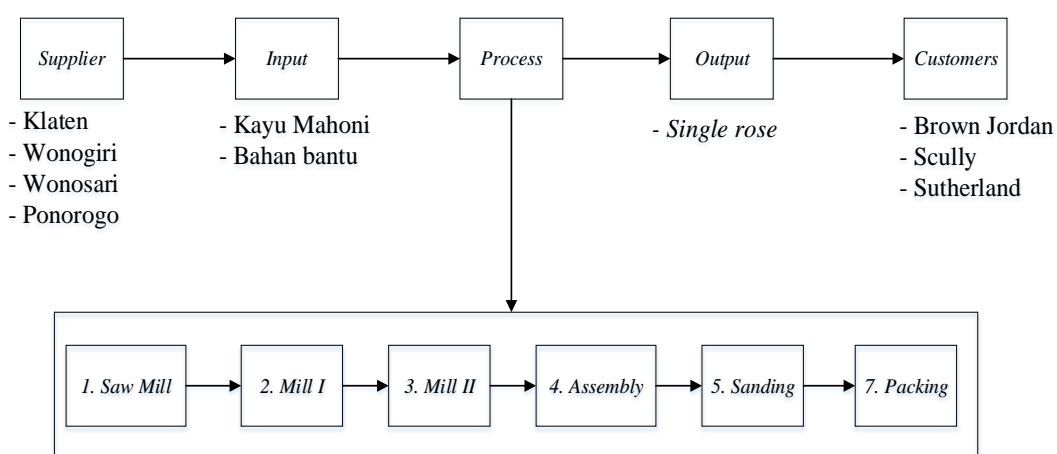 Supplier
Input
Process
Output
Customers
- Klaten
- Wonogiri
- Wonosari
- Ponorogo
- Kayu Mahoni
- Bahan bantu
- Single rose
- Brown Jordan
- Scully
- Sutherland
1. Saw Mill
2. Mill I
3. Mill II
4. Assembly
5. Sanding
7. Packing